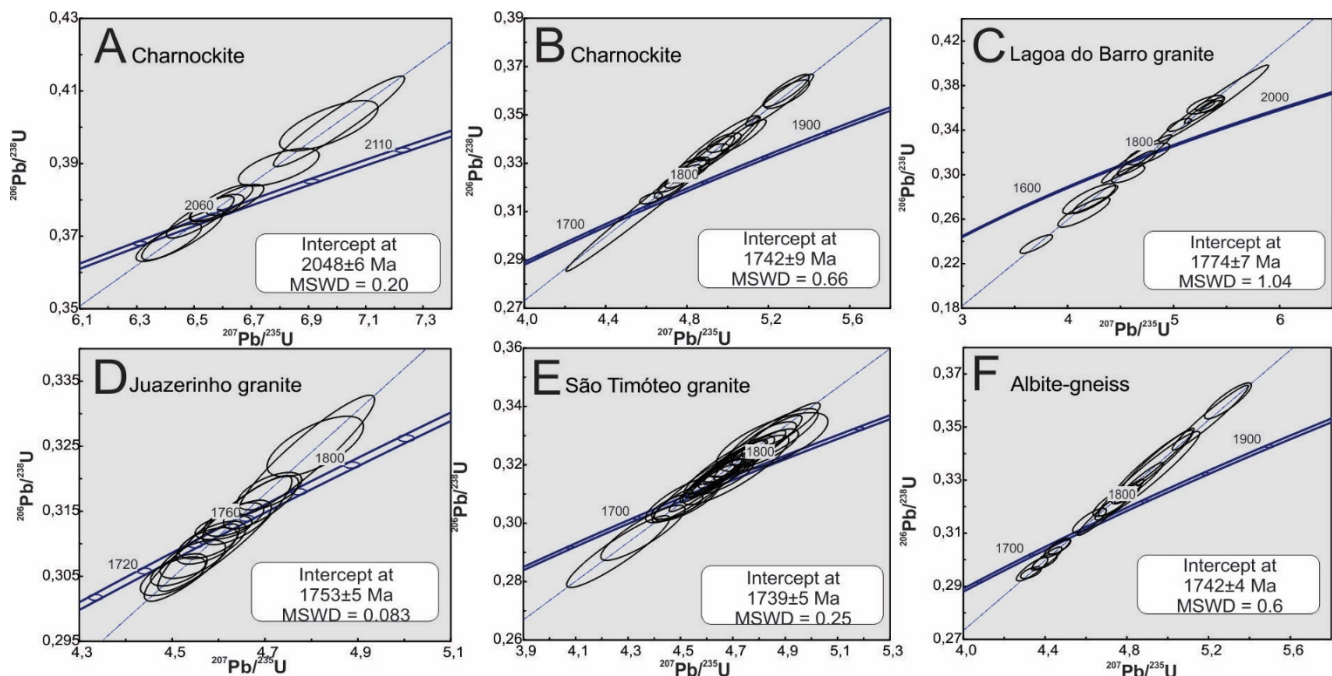 A Charnockite
0,43
0,41
0,39
0,37
0,35
206Pb/238U
2110
2060
Intercept at
2048±6 Ma
MSWD = 0.20
6,1 6,3 6,5 6,7 6,9 7,1 7,3
207Pb/235U
B Charnockite
0,39
0,37
0,35
0,33
0,31
0,29
0,27
206Pb/238U
1900
1800
1700
Intercept at
1742±9 Ma
MSWD = 0.66
4,0 4,4 4,8 5,2 5,6
207Pb/235U
C Lagoa do Barro granite
0,42
0,38
0,34
0,30
0,26
0,22
0,18
206Pb/238U
2000
1800
1600
Intercept at
1774±7 Ma
MSWD = 1.04
3 4 5 6
207Pb/235U
D Juazerinho granite
0,335
0,325
0,315
0,305
0,295
206Pb/238U
1800
1760
1720
Intercept at
1753±5 Ma
MSWD = 0.083
4,3 4,5 4,7 4,9 5,1
207Pb/235U
E São Timóteo granite
0,36
0,34
0,32
0,30
0,28
0,26
206Pb/238U
1800
1700
Intercept at
1739±5 Ma
MSWD = 0.25
3,9 4,1 4,3 4,5 4,7 4,9 5,1 5,3
207Pb/235U
F Albite-gneiss
0,37
0,35
0,33
0,31
0,29
0,27
206Pb/238U
1900
1800
1700
Intercept at
1742±4 Ma
MSWD = 0.6
4,0 4,4 4,8 5,2 5,6
207Pb/235U